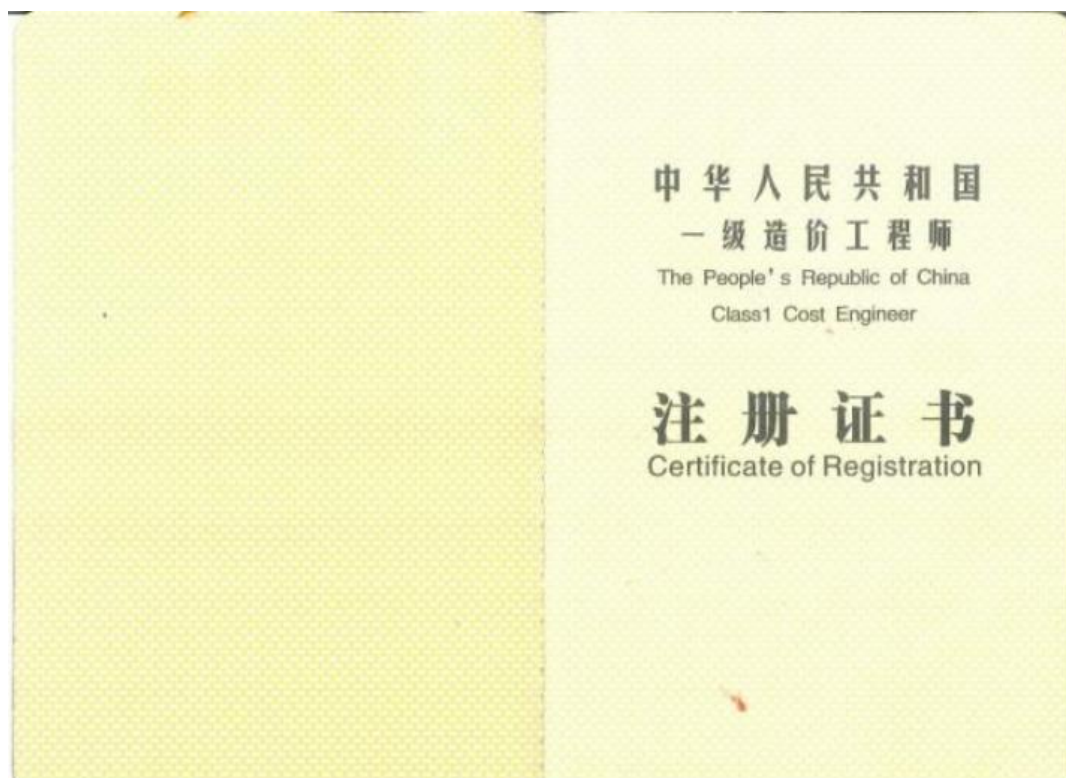 中华人民共和国
一级造价工程师
The People's Republic of China
Class1 Cost Engineer
注册证书
Certificate of Registration